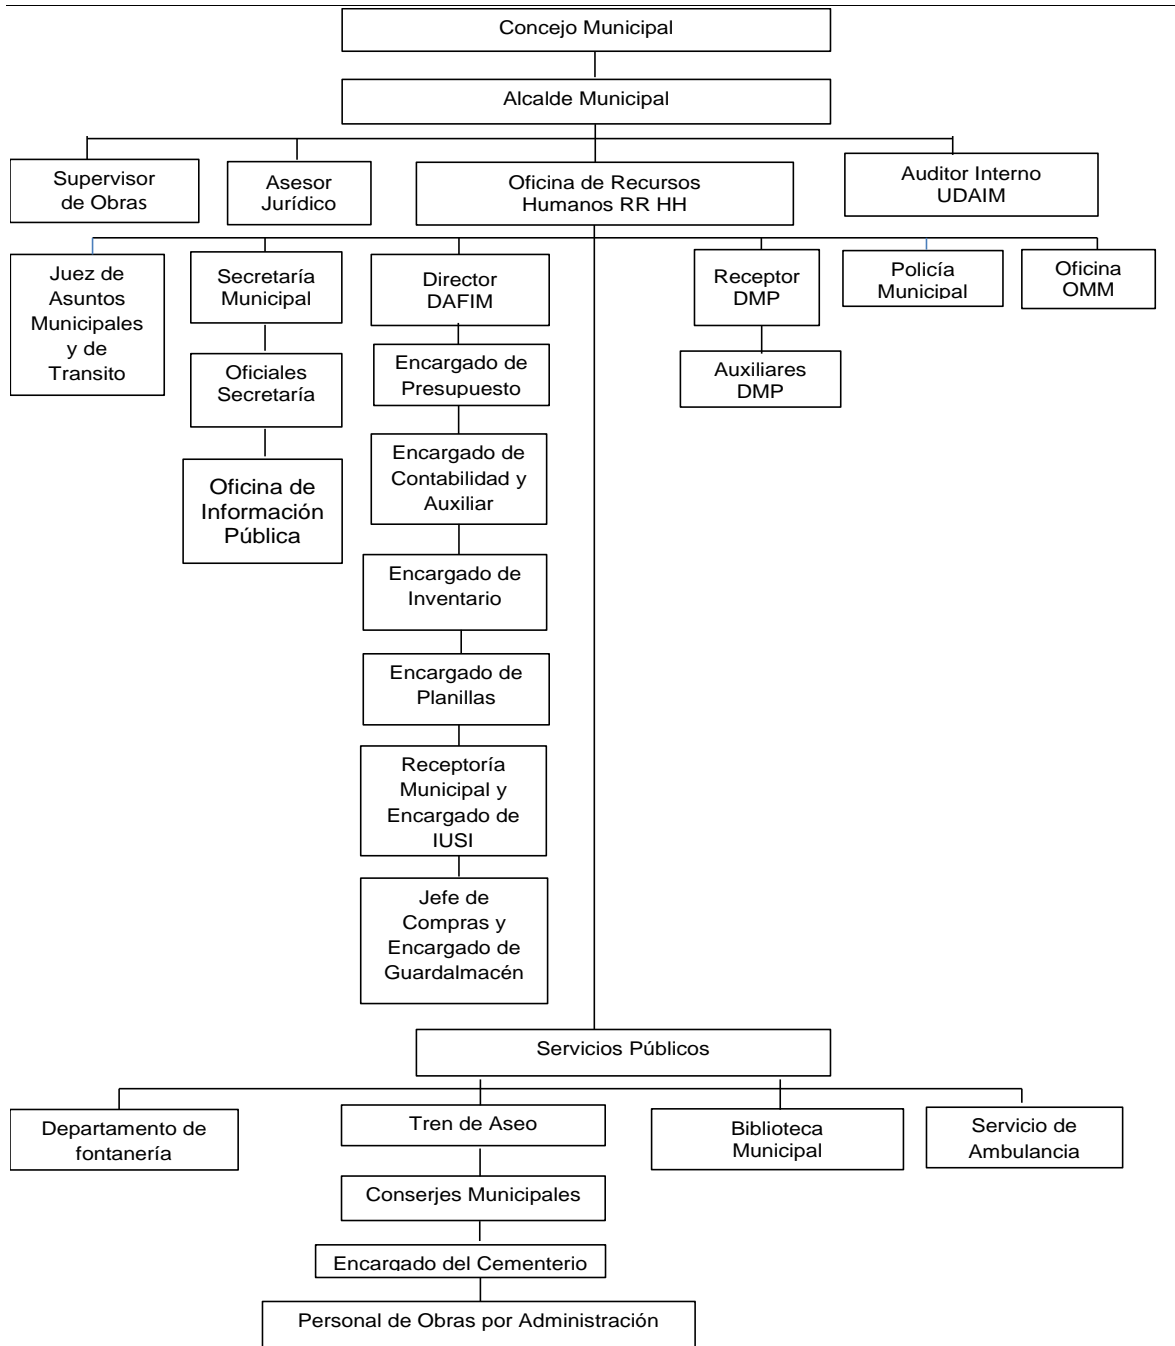 Concejo Municipal
Alcalde Municipal
Supervisor
de Obras
Asesor
Jurídico
Oficina de Recursos
Humanos RR HH
Auditor Interno
UDAIM
Juez de
Asuntos
Municipales
y de
Transito
Secretaría
Municipal
Director
DAFIM
Receptor
DMP
Policía
Municipal
Oficina
OMM
Oficiales
Secretaría
Encargado de
Presupuesto
Auxiliares
DMP
Oficina de
Información
Pública
Encargado de
Contabilidad y
Auxiliar
Encargado de
Inventario
Encargado de
Planillas
Receptoría
Municipal y
Encargado de
IUSI
Jefe de
Compras y
Encargado de
Guardalmacén
Servicios Públicos
Departamento de
fontanería
Tren de Aseo
Biblioteca
Municipal
Servicio de
Ambulancia
Conserjes Municipales
Encargado del Cementerio
Personal de Obras por Administración